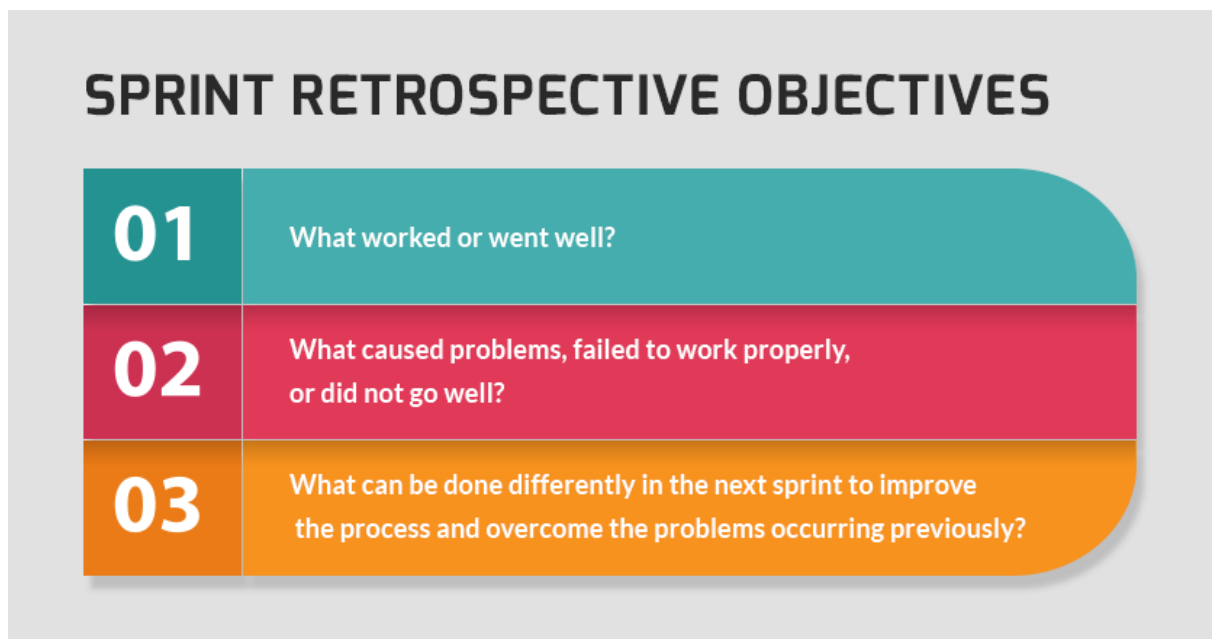 SPRINT RETROSPECTIVE OBJECTIVES
01
What worked or went well?
02
What caused problems, failed to work properly,
or did not go well?
03
What can be done differently in the next sprint to improve
the process and overcome the problems occurring previously?